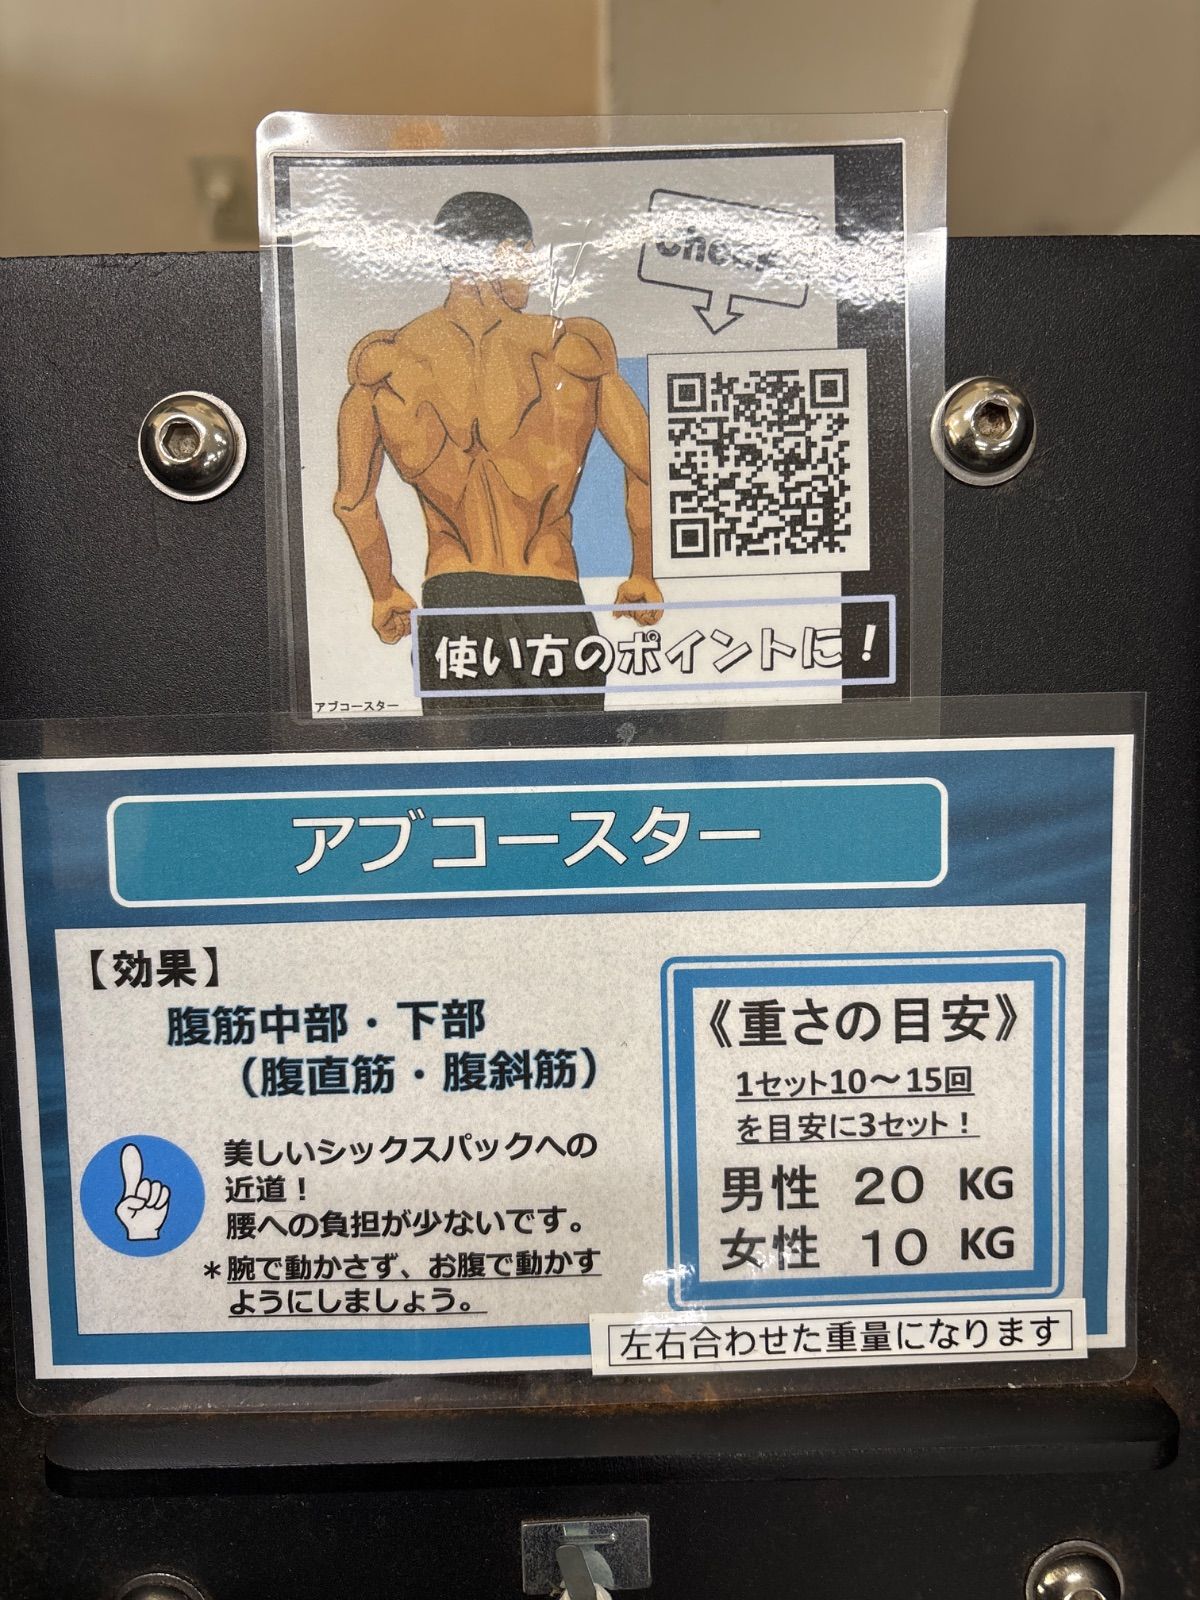 Check
使い方のポイントに！
アブコースター
アブコースター
【効果】
腹筋中部・下部
（腹直筋・腹斜筋）
美しいシックスパックへの
近道！
腰への負担が少ないです。
＊腕で動かさず、お腹で動かす
ようにしましょう。
《重さの目安》
1セット10～15回
を目安に3セット！
男性 20 KG
女性 10 KG
左右合わせた重量になります